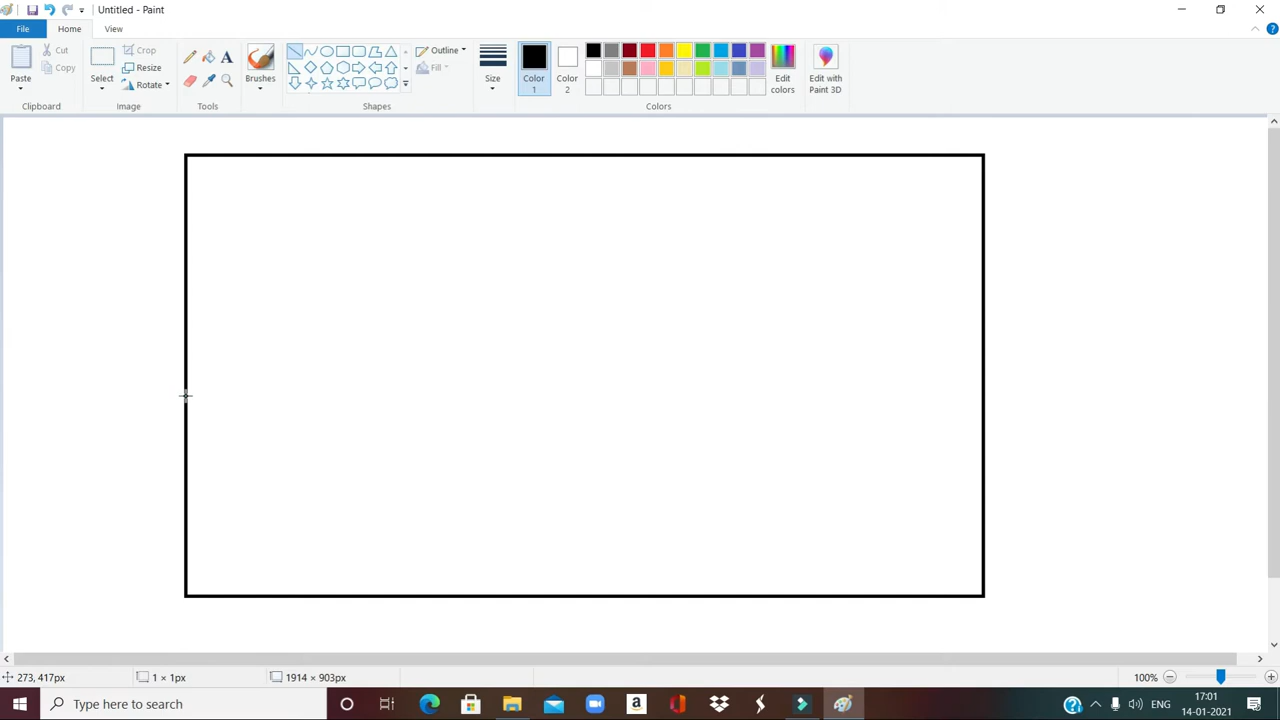 Untitled - Paint
File Home View
Paste
Cut
Copy
Clipboard
Select
Crop
Resize
Rotate
Image
Tools
Brushes
Shapes
Outline
Fill
Size
Color 1
Color 2
Colors
Edit colors
Edit with Paint 3D
273, 417px
1 × 1px
1914 × 903px
100%
Type here to search
ENG
17:01
14-01-2021